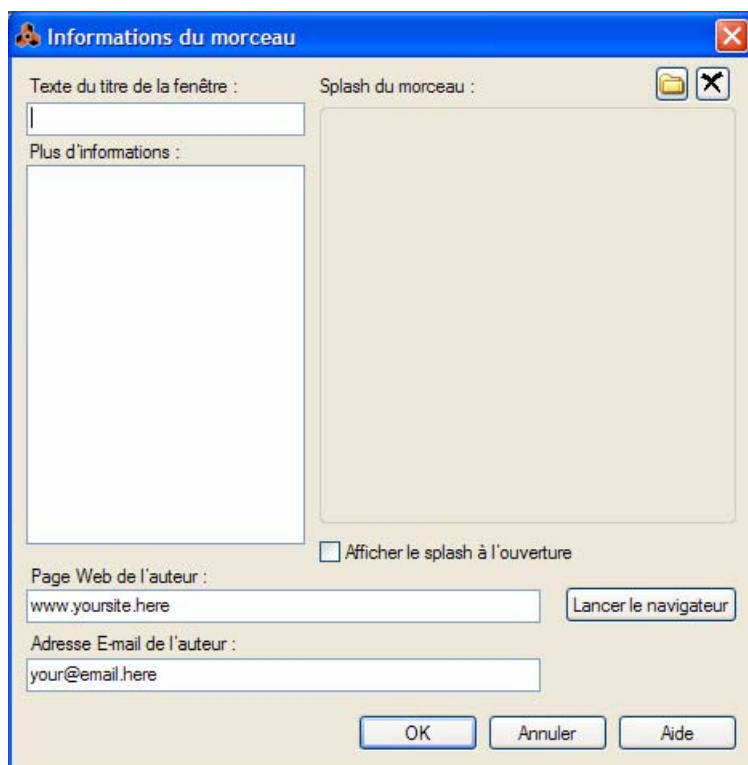 Informations du morceau
Texte du titre de la fenêtre :
Splash du morceau :
Plus d'informations :
Afficher le splash à l'ouverture
Page Web de l'auteur :
www.yoursite.here
Lancer le navigateur
Adresse E-mail de l'auteur :
your@email.here
OK
Annuler
Aide